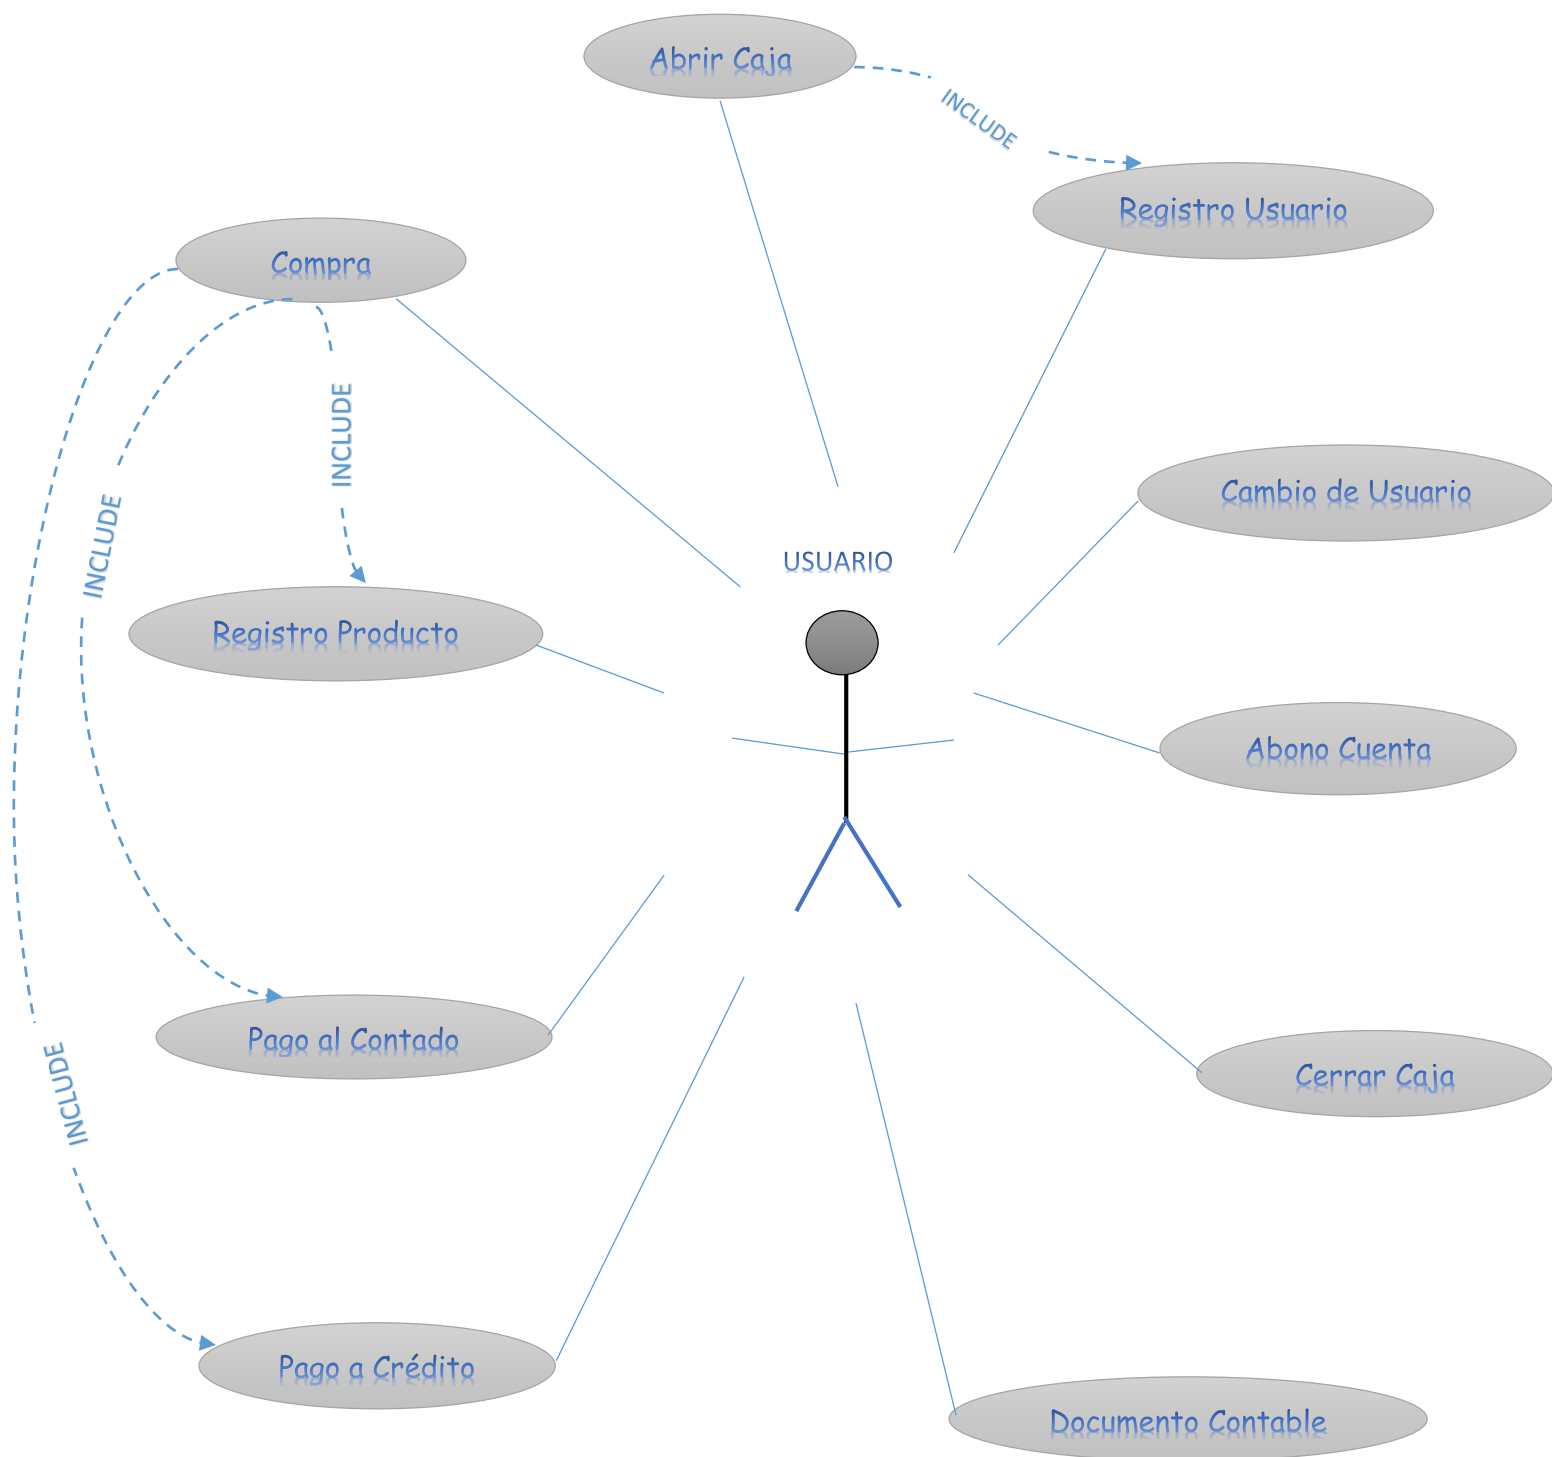 Abrir Caja
INCLUDE
Registro Usuario
Compra
INCLUDE
Cambio de Usuario
INCLUDE
USUARIO
Registro Producto
Abono Cuenta
Pago al Contado
Cerrar Caja
INCLUDE
Pago a Crédito
Documento Contable